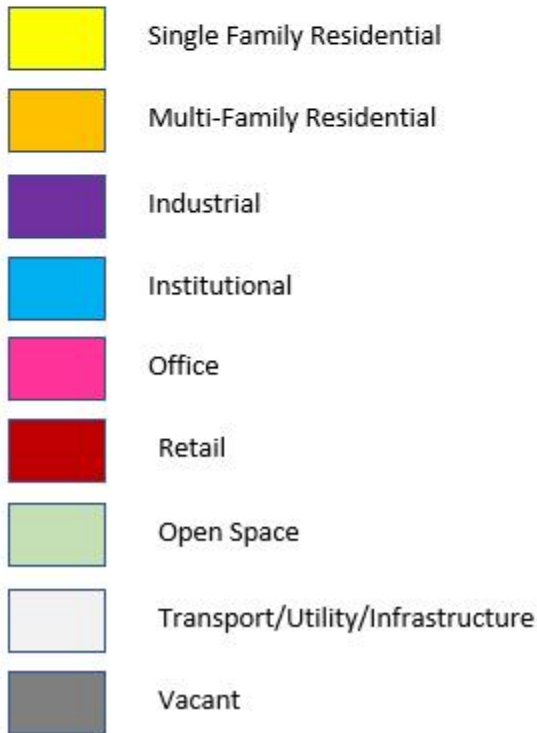 Single Family Residential
Multi-Family Residential
Industrial
Institutional
Office
Retail
Open Space
Transport/Utility/Infrastructure
Vacant